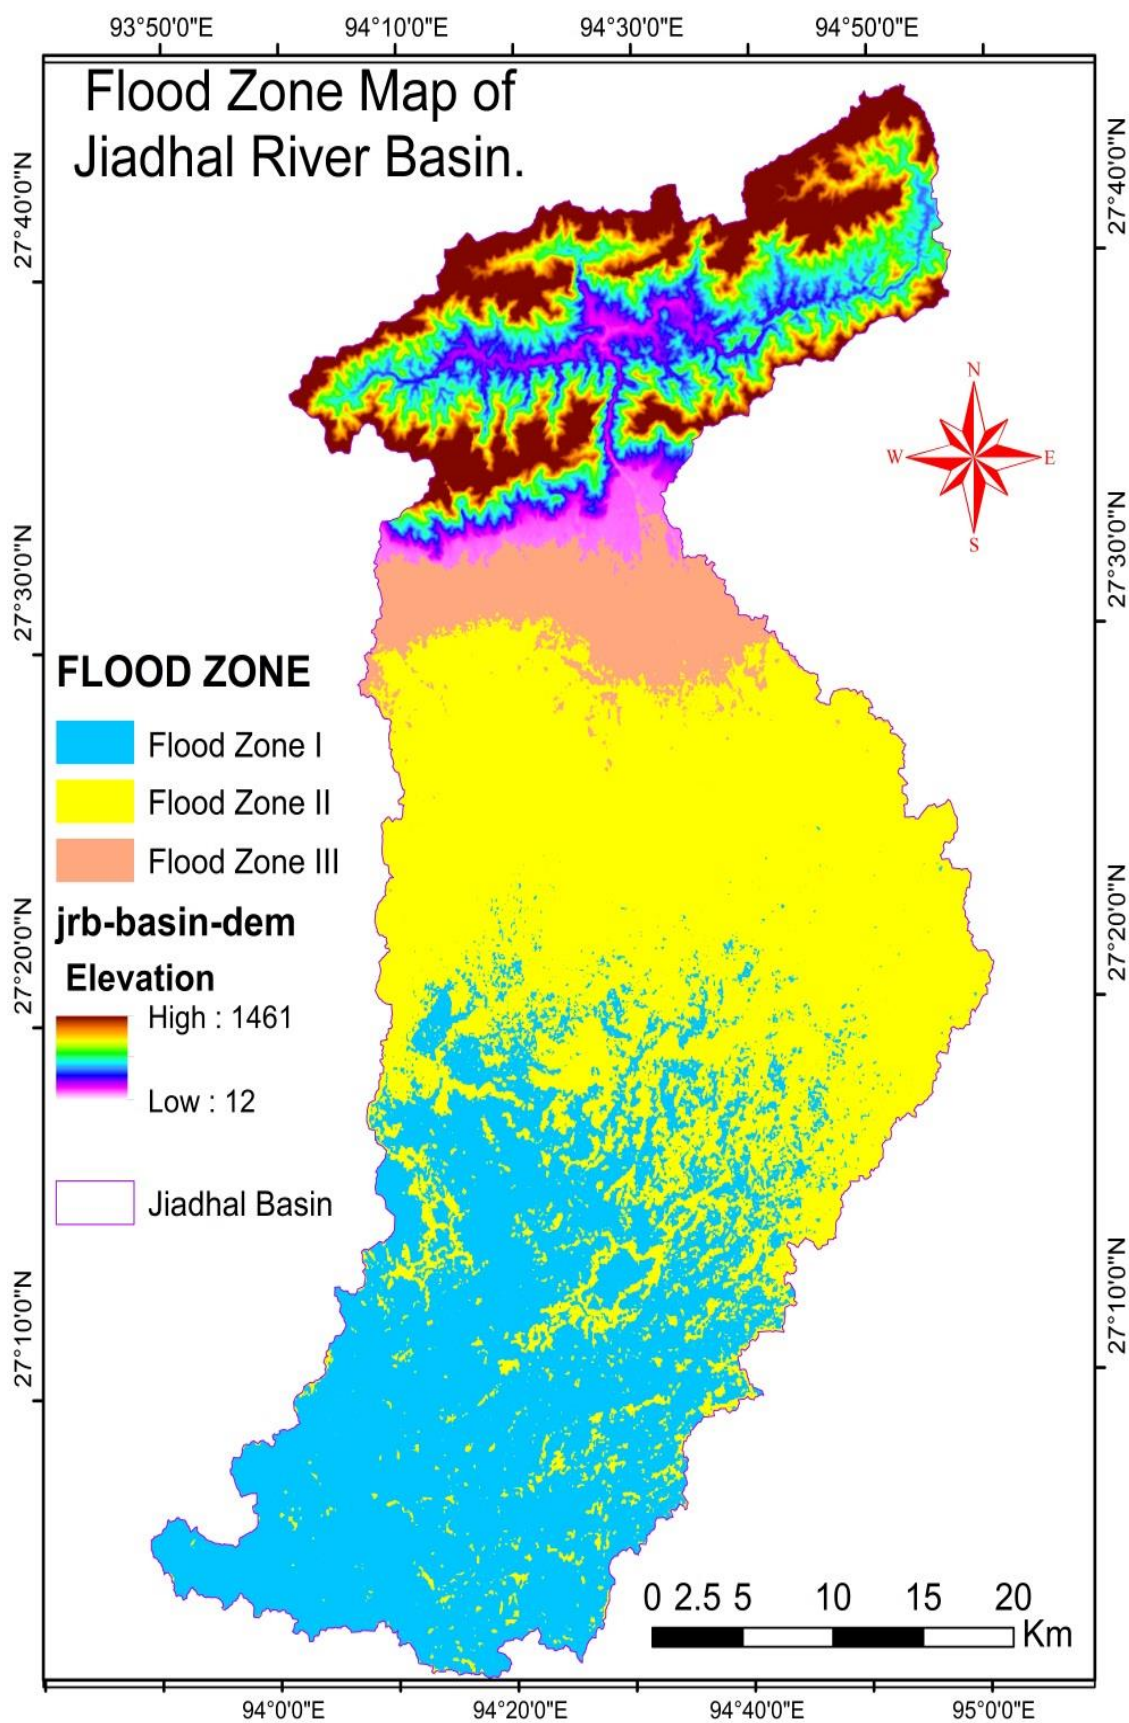 93°50'0"E 94°10'0"E 94°30'0"E 94°50'0"E
Flood Zone Map of
Jiadhal River Basin.
27°40'0"N
27°40'0"N
N
W E
S
27°30'0"N
27°30'0"N
FLOOD ZONE
Flood Zone I
Flood Zone II
Flood Zone III
jrb-basin-dem
Elevation
High : 1461
Low : 12
Jiadhal Basin
27°20'0"N
27°20'0"N
27°10'0"N
27°10'0"N
0 2.5 5 10 15 20
Km
94°0'0"E 94°20'0"E 94°40'0"E 95°0'0"E